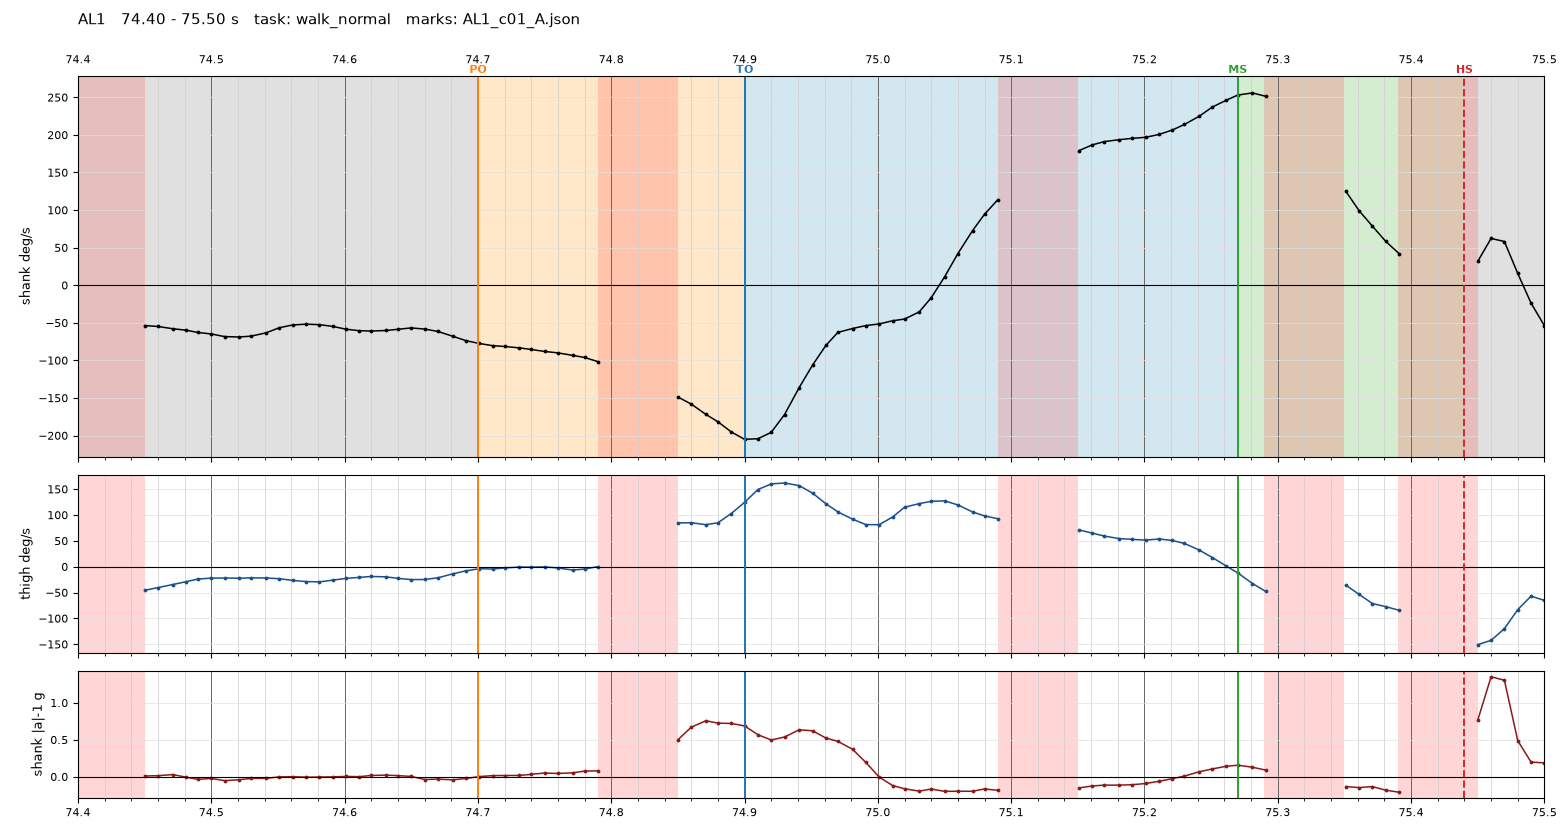 AL1   74.40 - 75.50 s   task: walk_normal   marks: AL1_c01_A.json
74.4 74.5 74.6 74.7 74.8 74.9 75.0 75.1 75.2 75.3 75.4 75.5
PO TO MS HS
250
200
150
100
50
0
−50
−100
−150
−200
shank deg/s
150
100
50
0
−50
−100
−150
thigh deg/s
1.0
0.5
0.0
shank |a|-1 g
74.4 74.5 74.6 74.7 74.8 74.9 75.0 75.1 75.2 75.3 75.4 75.5